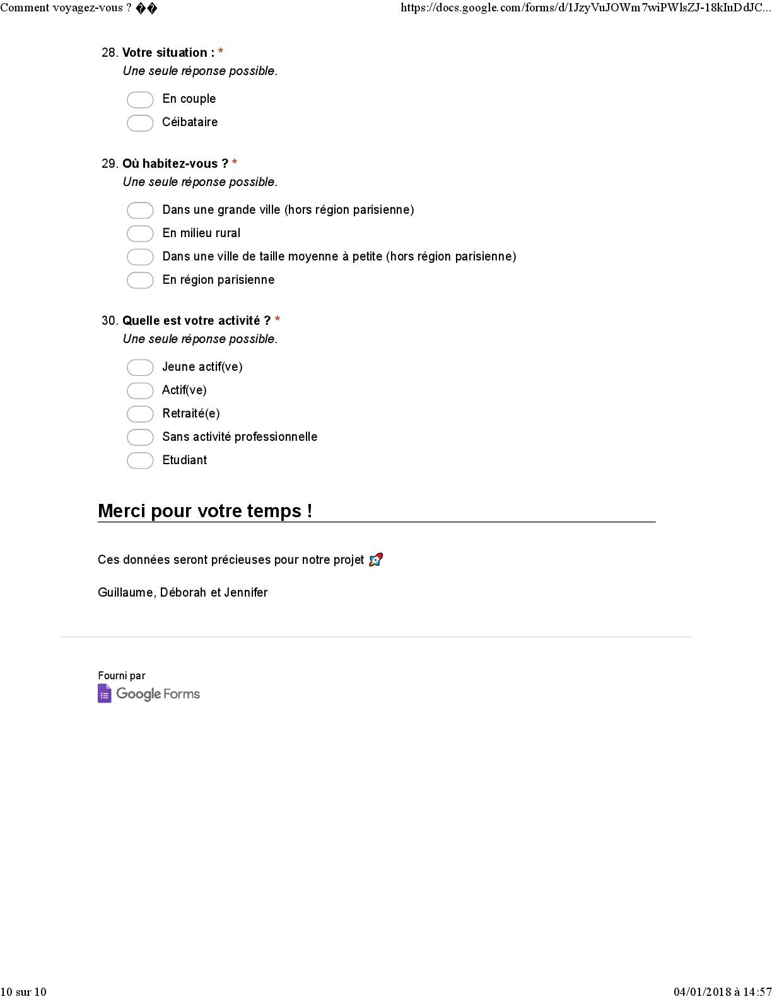 Comment voyagez-vous ? ��
https://docs.google.com/forms/d/1JzyVuJOWm7wiPWlsZJ-18kIuDdJC...
28. Votre situation : *
Une seule réponse possible.
En couple
Céibataire
29. Où habitez-vous ? *
Une seule réponse possible.
Dans une grande ville (hors région parisienne)
En milieu rural
Dans une ville de taille moyenne à petite (hors région parisienne)
En région parisienne
30. Quelle est votre activité ? *
Une seule réponse possible.
Jeune actif(ve)
Actif(ve)
Retraité(e)
Sans activité professionnelle
Etudiant
Merci pour votre temps !
Ces données seront précieuses pour notre projet 🚀
Guillaume, Déborah et Jennifer
Fourni par
Google Forms
10 sur 10
04/01/2018 à 14:57